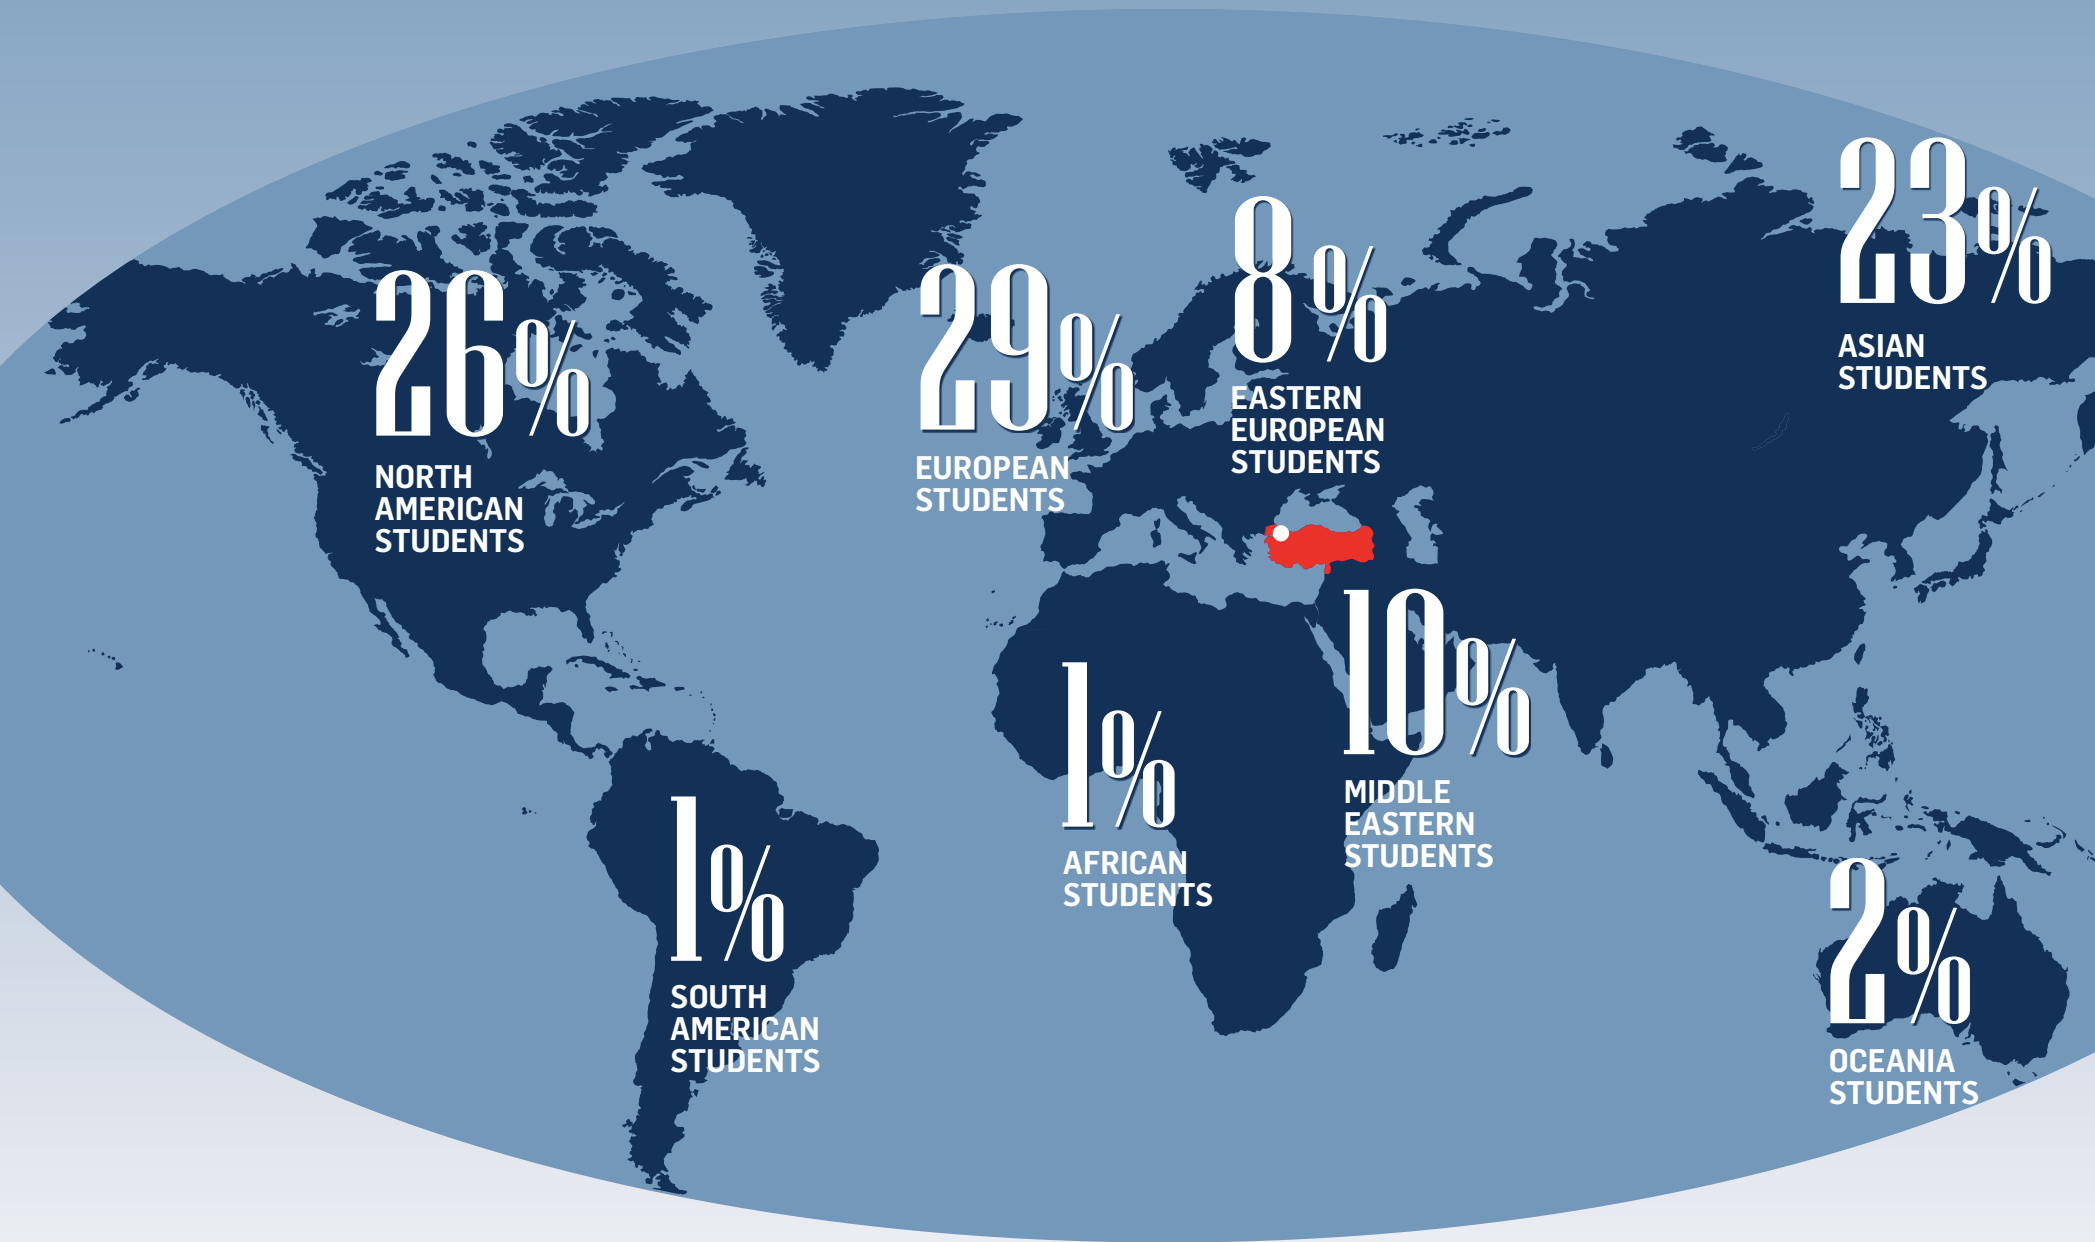 26%
NORTH
AMERICAN
STUDENTS
29%
EUROPEAN
STUDENTS
8%
EASTERN
EUROPEAN
STUDENTS
23%
ASIAN
STUDENTS
1%
SOUTH
AMERICAN
STUDENTS
1%
AFRICAN
STUDENTS
10%
MIDDLE
EASTERN
STUDENTS
2%
OCEANIA
STUDENTS